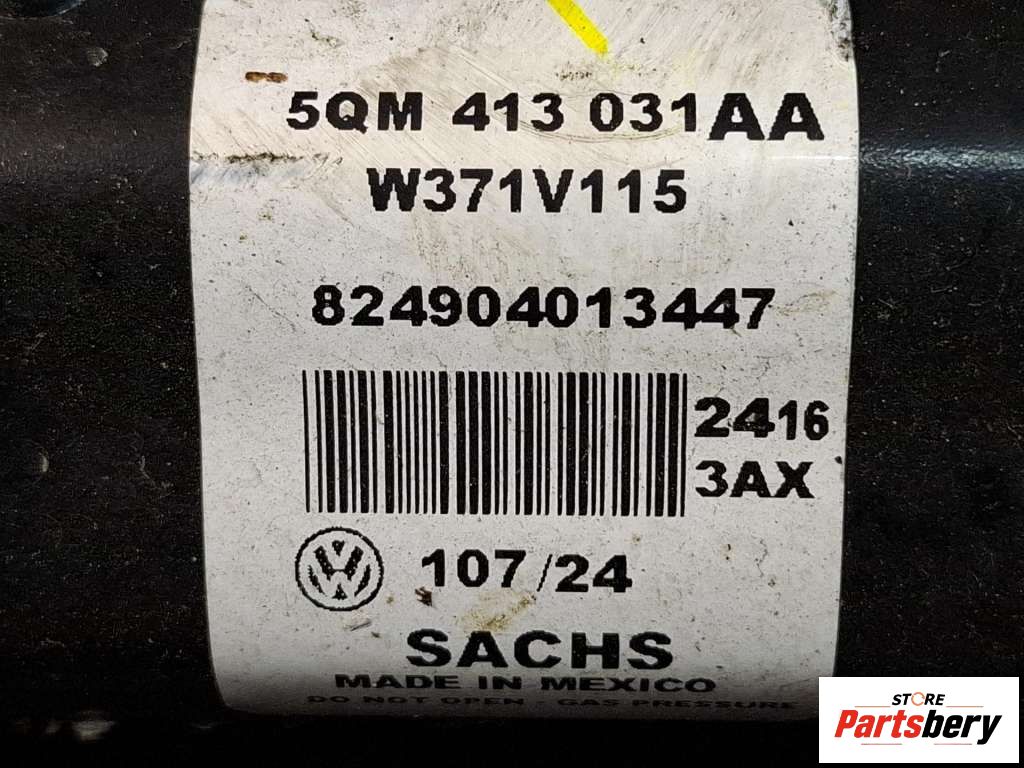 5QM 413 031AA
W371V115
824904013447
2416
3AX
107/24
SACHS
MADE IN MEXICO
DO NOT OPEN - GAS PRESSURE
STORE
Partsbery